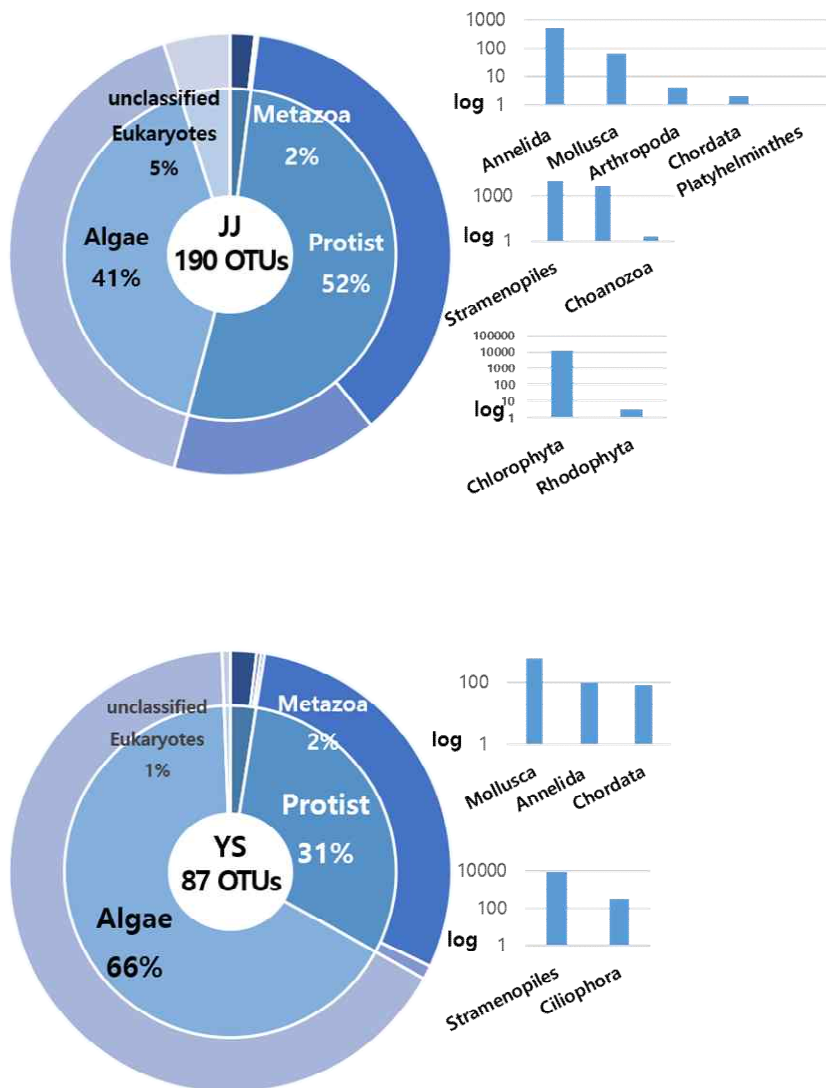 unclassified
Eukaryotes
5%
Metazoa
2%
JJ
190 OTUs
Algae
41%
Protist
52%
1000
100
10
1
log
Annelida
Mollusca
Arthropoda
Chordata
Platyhelminthes
1000
1
log
Stramenopiles
Choanozoa
100000
10000
1000
100
10
1
log
Chlorophyta
Rhodophyta
unclassified
Eukaryotes
1%
Metazoa
2%
Protist
31%
YS
87 OTUs
Algae
66%
100
1
log
Mollusca
Annelida
Chordata
10000
100
1
log
Stramenopiles
Ciliophora